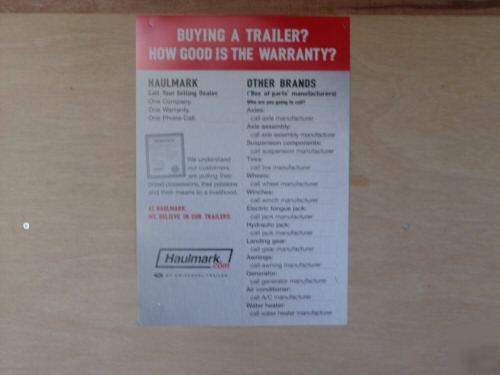 BUYING A TRAILER?
HOW GOOD IS THE WARRANTY?
HAULMARK
Call Your Selling Dealer.
One Company.
One Warranty.
One Phone Call.
We understand
our customers
are putting their
prized possessions, their passions
and their means to a livelihood.
AT HAULMARK,
WE BELIEVE IN OUR TRAILERS.
Haulmark.com
BY UNIVERSAL TRAILER
OTHER BRANDS
('Box of parts' manufacturers)
Who are you going to call?
Axles:
call axle manufacturer
Axle assembly:
call axle assembly manufacturer
Suspension components:
call suspension manufacturer
Tires:
call tire manufacturer
Wheels:
call wheel manufacturer
Winches:
call winch manufacturer
Electric tongue jack:
call jack manufacturer
Hydraulic jack:
call jack manufacturer
Landing gear:
call gear manufacturer
Awnings:
call awning manufacturer
Generator:
call generator manufacturer
Air conditioner:
call A/C manufacturer
Water heater:
call water heater manufacturer